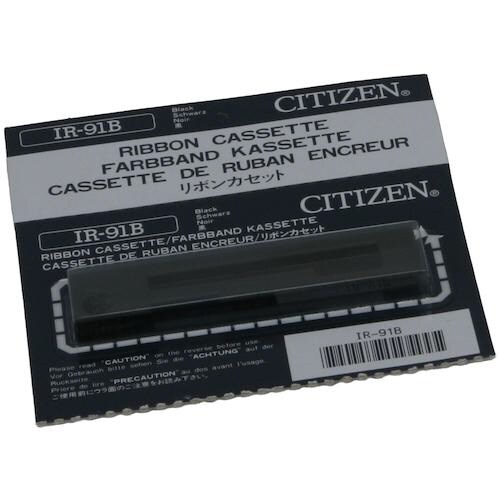 IR-91B
Black
Schwarz
Noir
黒
CITIZEN®
RIBBON CASSETTE
FARBBAND KASSETTE
CASSETTE DE RUBAN ENCREUR
リボンカセット
IR-91B
Black
Schwarz
Noir
黒
CITIZEN®
RIBBON CASSETTE/FARBBAND KASSETTE
CASSETTE DE RUBAN ENCREUR/リボンカセット
Please read "CAUTION" on the reverse before use.
Vor Gebrauch bitte sehen Sie die "ACHTUNG" auf der
Rückseite.
Prière de lire "PRECAUTION" au dos avant l'usage.
ご使用前にウラ面のご注意をお読み下さい。
IR-91B